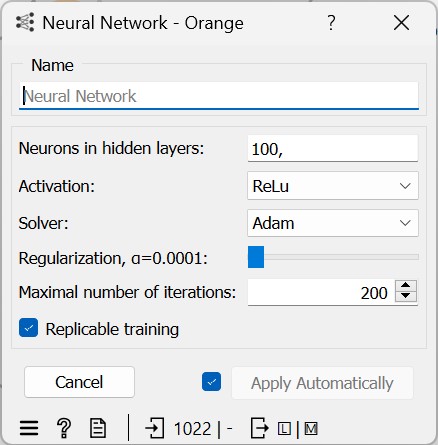 Neural Network - Orange ? ×
Name
Neural Network
Neurons in hidden layers: 100,
Activation: ReLu
Solver: Adam
Regularization, α=0.0001:
Maximal number of iterations: 200
Replicable training
Cancel Apply Automatically
? 1022 | - L | M